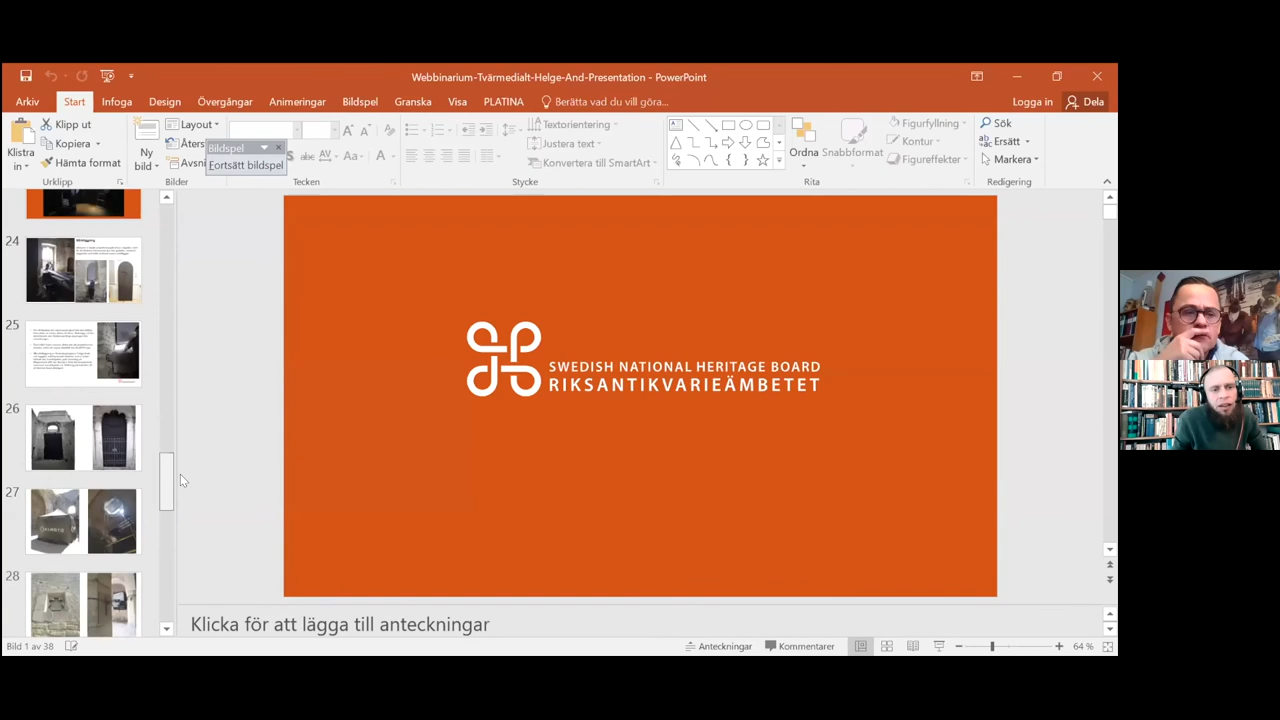 Webbinarium-Tvärmedialt-Helge-And-Presentation - PowerPoint
Arkiv Start Infoga Design Övergångar Animeringar Bildspel Granska Visa PLATINA Berätta vad du vill göra... Logga in Dela
Klipp ut
Kopiera
Hämta format
Klistra in
Urklipp
Ny bild
Layout
Bilder
Bildspel
Fortsätt bildspel
abc AV Aa A
Tecken
Textorientering
Justera text
Konvertera till SmartArt
Stycke
Ordna
Snabbformat
Figurfyllning
Kontur
Figureffekter
Rita
Sök
Ersätt
Markera
Redigering
24
25
26
27
28
SWEDISH NATIONAL HERITAGE BOARD
RIKSANTIKVARIEÄMBETET
Klicka för att lägga till anteckningar
Bild 1 av 38 Anteckningar Kommentarer 64 %